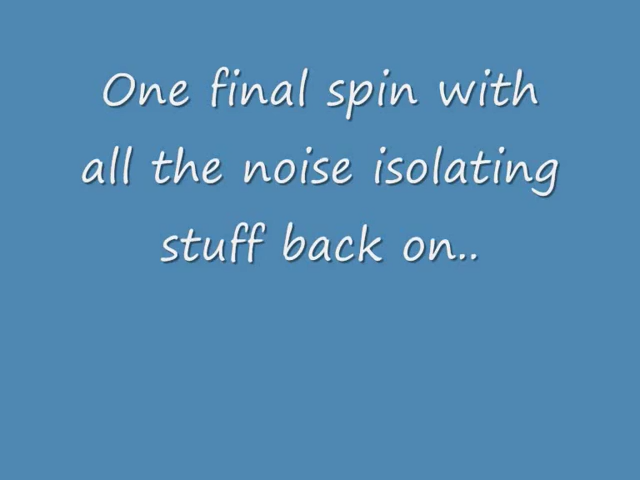 One final spin with
all the noise isolating
stuff back on..